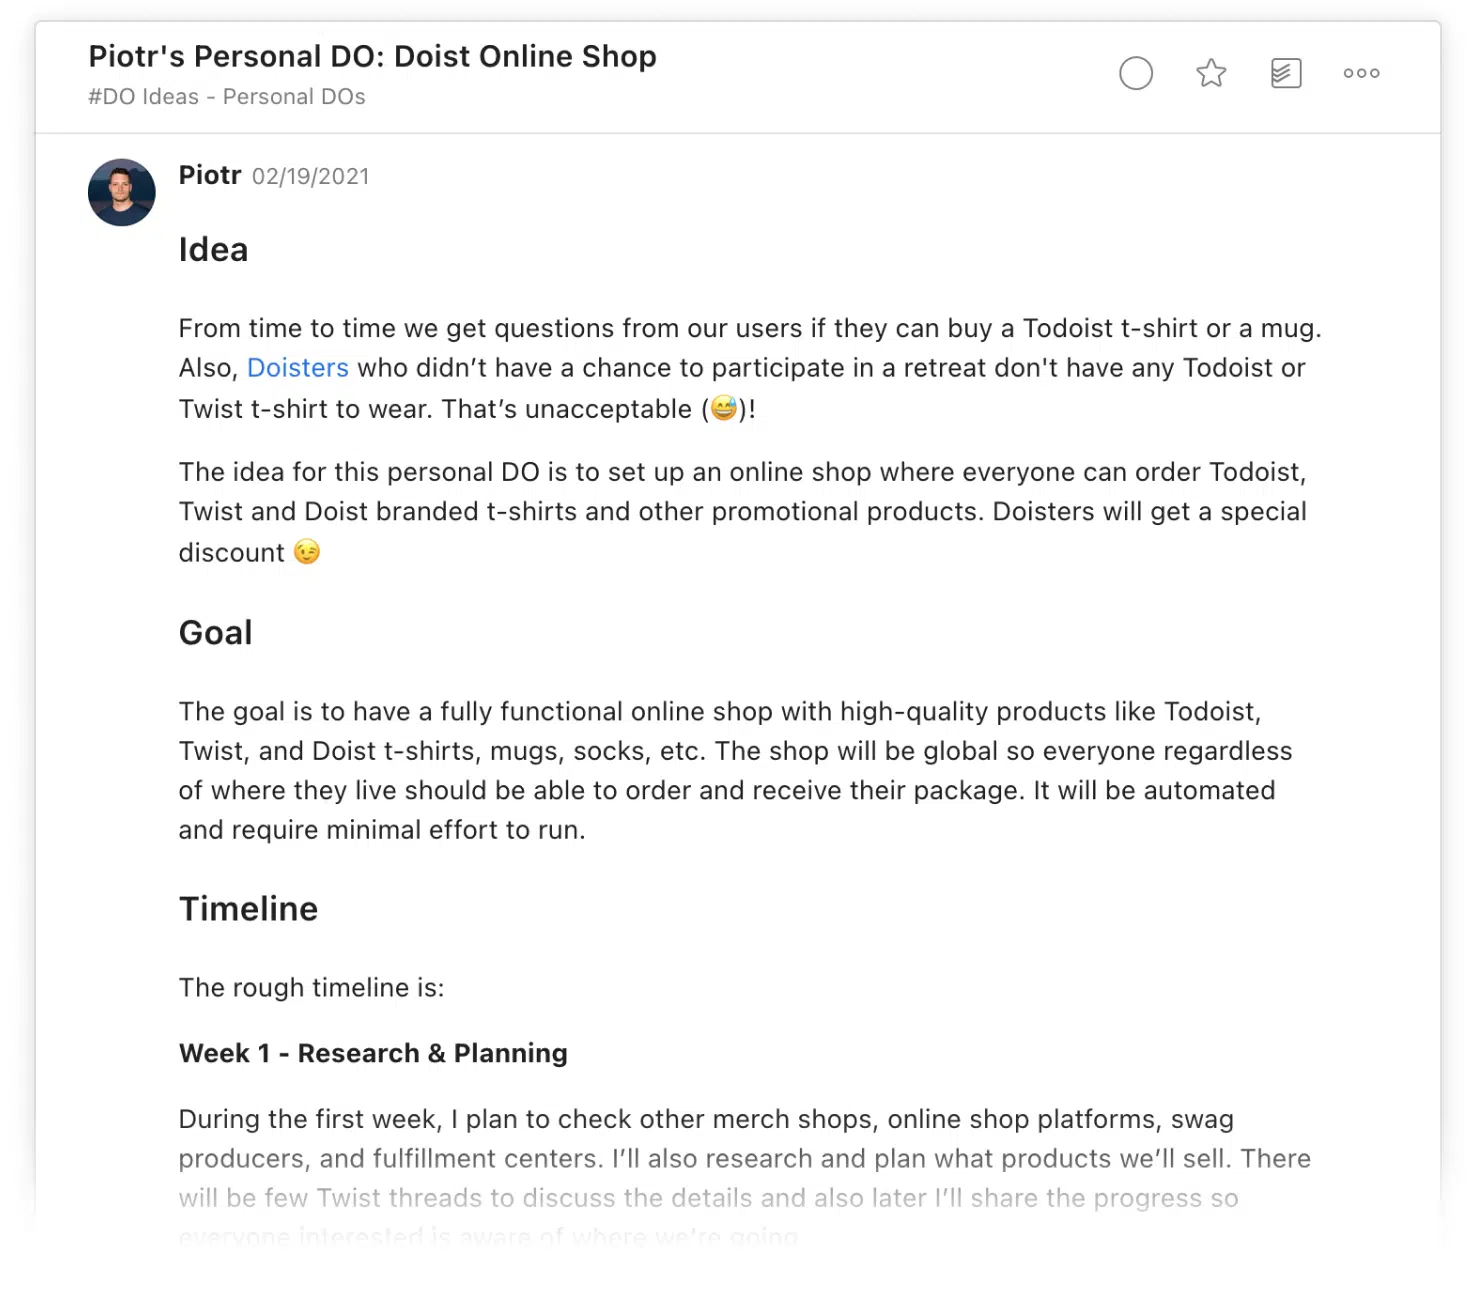 Piotr's Personal DO: Doist Online Shop
#DO Ideas - Personal DOs
Piotr 02/19/2021
Idea
From time to time we get questions from our users if they can buy a Todoist t-shirt or a mug.
Also, Doisters who didn’t have a chance to participate in a retreat don't have any Todoist or
Twist t-shirt to wear. That’s unacceptable (😅)!
The idea for this personal DO is to set up an online shop where everyone can order Todoist,
Twist and Doist branded t-shirts and other promotional products. Doisters will get a special
discount 😉
Goal
The goal is to have a fully functional online shop with high-quality products like Todoist,
Twist, and Doist t-shirts, mugs, socks, etc. The shop will be global so everyone regardless
of where they live should be able to order and receive their package. It will be automated
and require minimal effort to run.
Timeline
The rough timeline is:
Week 1 - Research & Planning
During the first week, I plan to check other merch shops, online shop platforms, swag
producers, and fulfillment centers. I’ll also research and plan what products we’ll sell. There
will be few Twist threads to discuss the details and also later I’ll share the progress so
everyone interested is aware of where we’re going